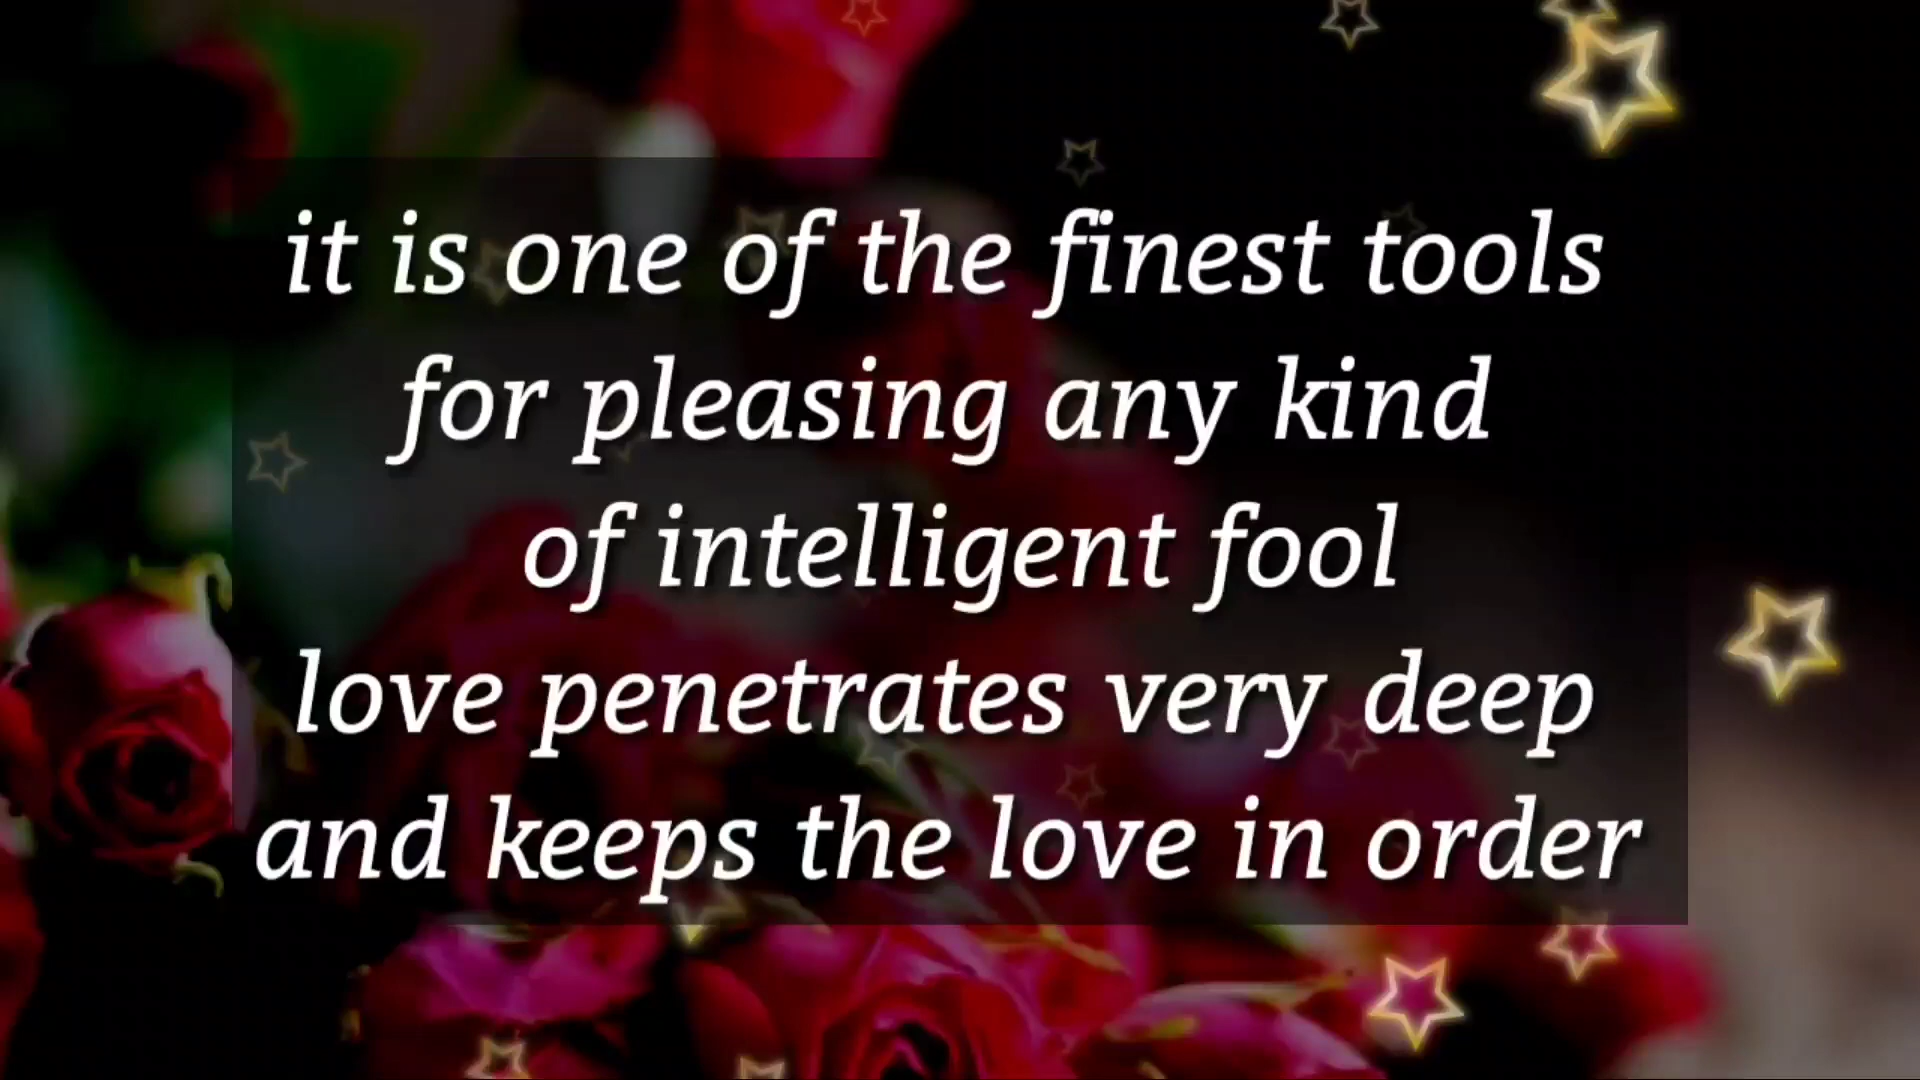 it is one of the finest tools
for pleasing any kind
of intelligent fool
love penetrates very deep
and keeps the love in order